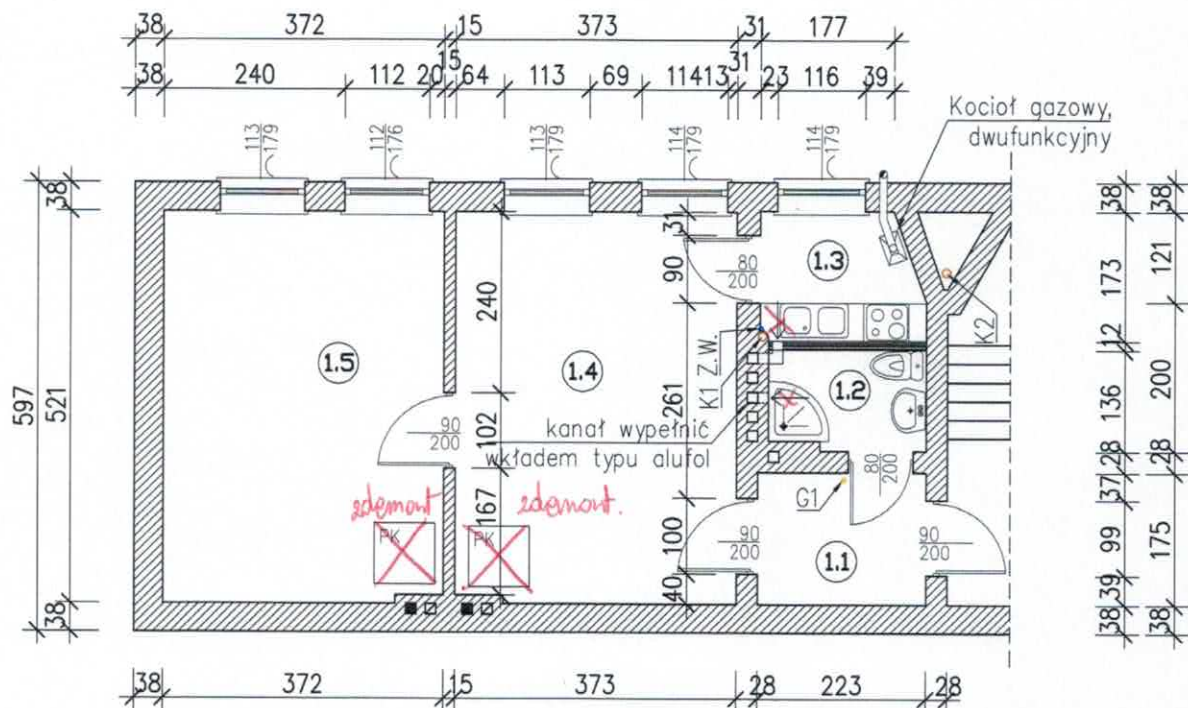 38 372 15 373 31 177
38 240 112 20 15 64 113 69 114 13 31 23 116 39
113/179 112/176 113/179 114/179 114/179
Kocioł gazowy,
dwufunkcyjny
597
38
521
38
1.5
90/200
240
102
167
1.4
31
90
261
100
40
80/200
1.3
K1 Z.W.
K2
1.2
kanał wypełnić
wkładem typu alufol
80/200
G1
zdemont
zdemont.
PK
PK
90/200
1.1
90/200
38
173
12
136
28
37
99
39
38
38
121
200
28
175
38
38 372 15 373 28 223 28